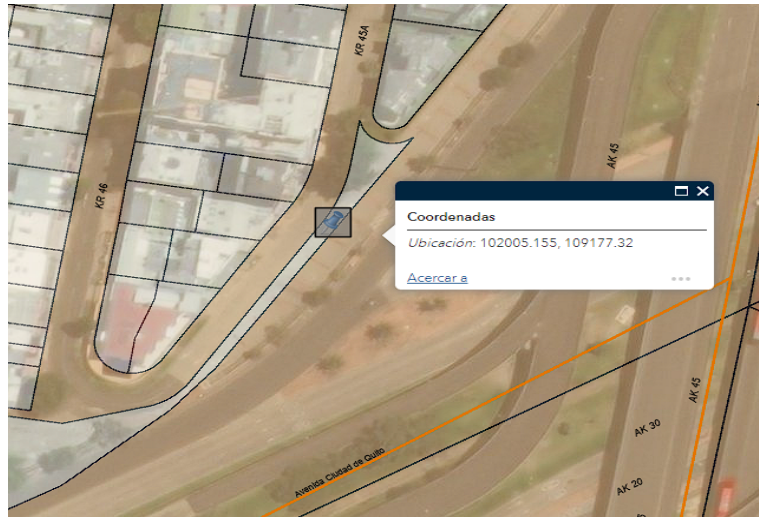 KR 45A
AK 45
KR 46
Coordenadas
Ubicación: 102005.155, 109177.32
Acercar a
AK 45
AK 30
Avenida Ciudad de Quito
AK 20